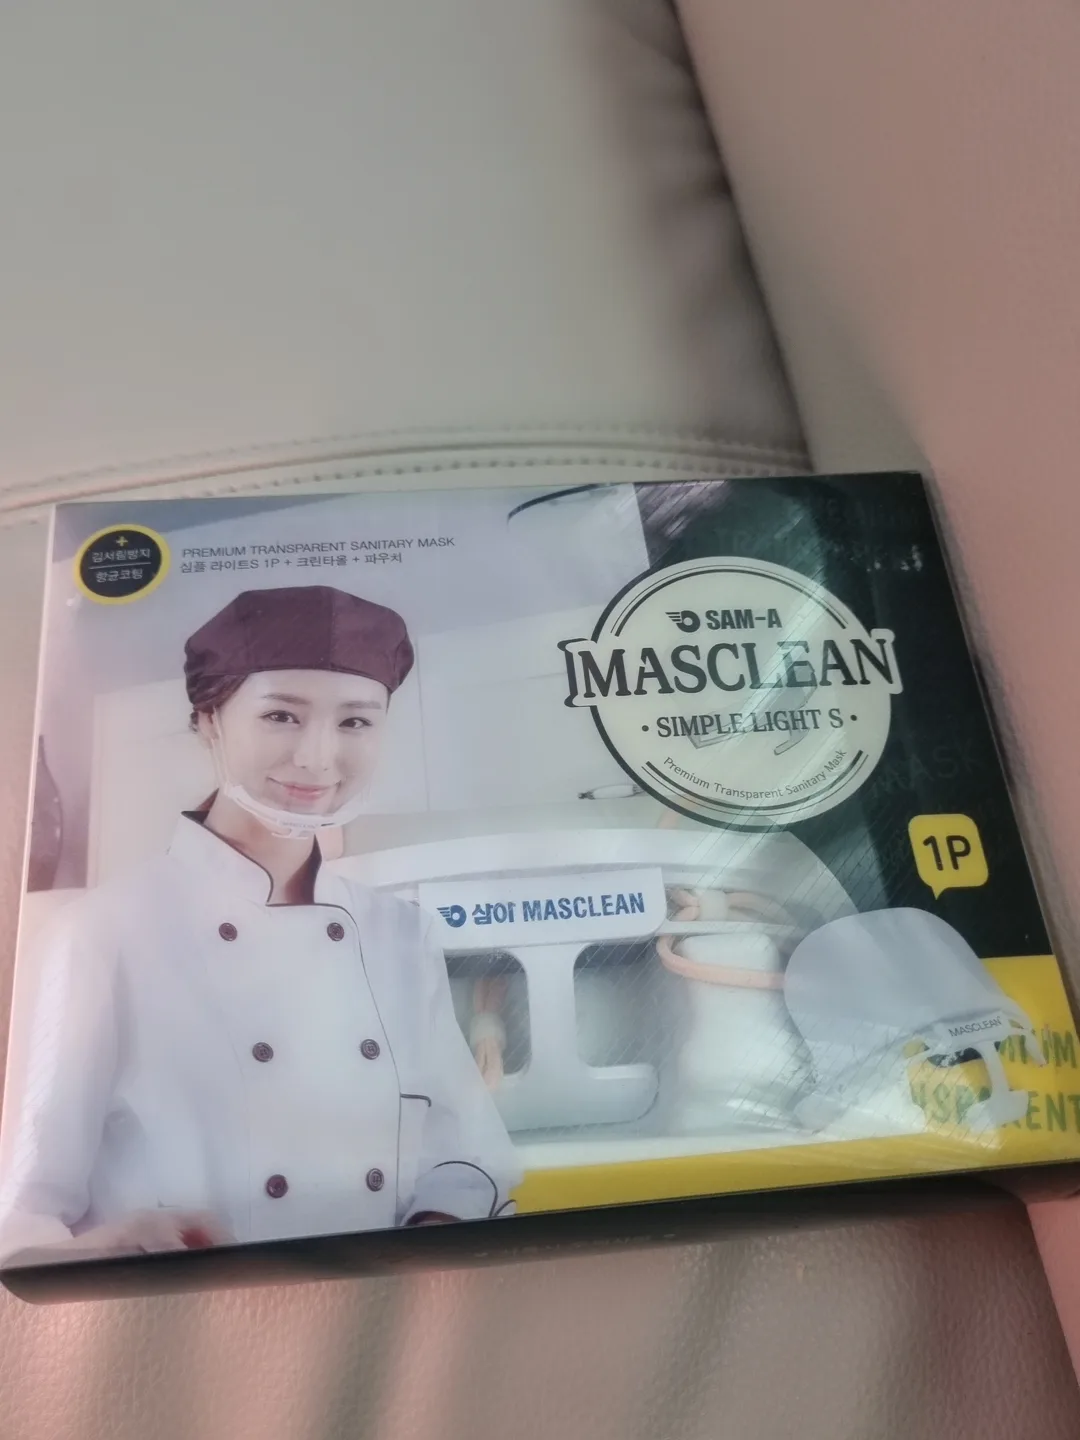 +
김서림방지
항균코팅
PREMIUM TRANSPARENT SANITARY MASK
심플 라이트S 1P + 크린타올 + 파우치
SAM-A
MASCLEAN
· SIMPLE LIGHT S ·
Premium Transparent Sanitary Mask
MASK
1P
삼아 MASCLEAN
MASCLEAN